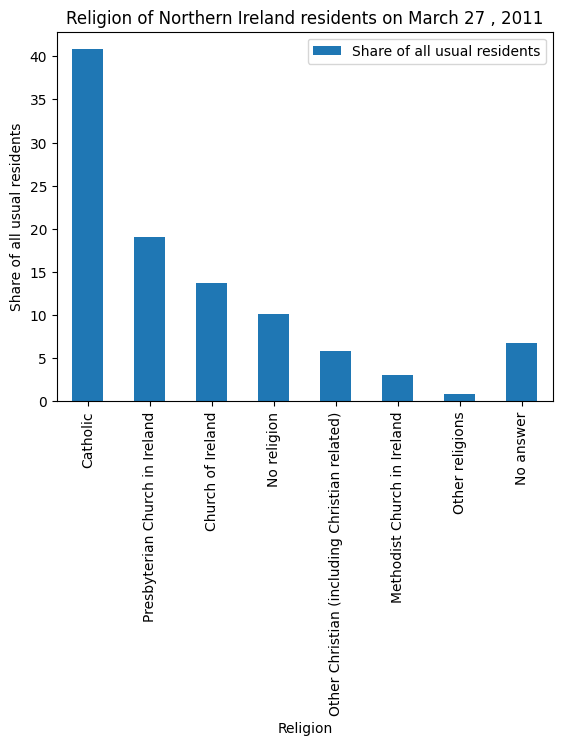 Religion of Northern Ireland residents on March 27 , 2011
Share of all usual residents
Share of all usual residents
40
35
30
25
20
15
10
5
0
Catholic
Presbyterian Church in Ireland
Church of Ireland
No religion
Other Christian (including Christian related)
Methodist Church in Ireland
Other religions
No answer
Religion